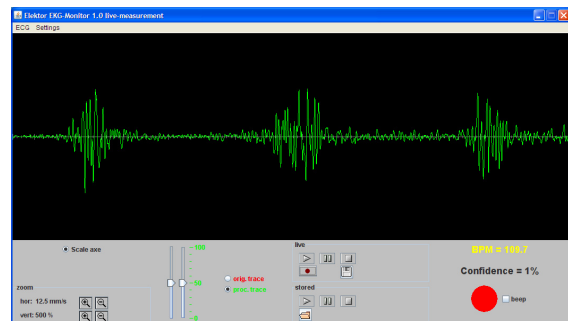 Elektor EKG-Monitor 1.0 live-measurement
ECG Settings
Scale axe
100
50
0
orig. trace
proc. trace
live
stored
zoom
hor: 12.5 mm/s
vert: 500 %
BPM = 109.7
Confidence = 1%
beep